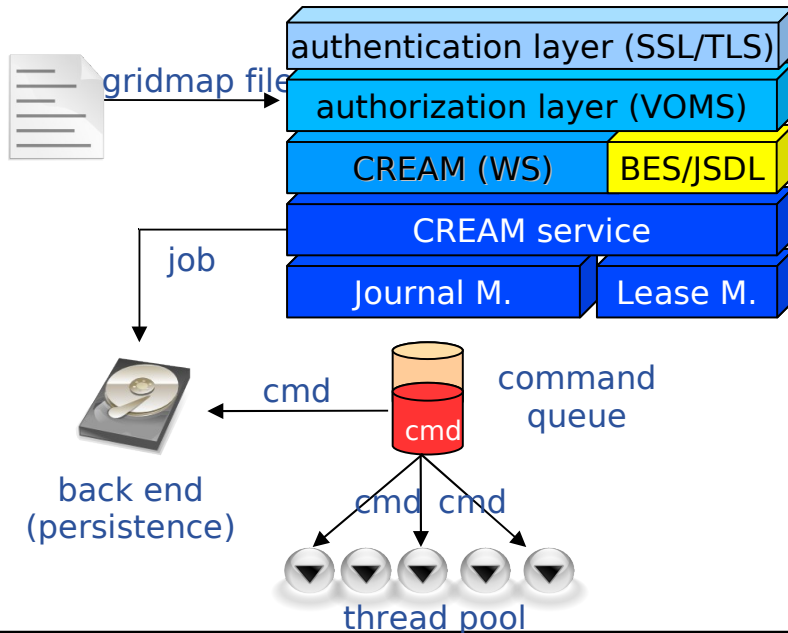 authentication layer (SSL/TLS)
gridmap file
authorization layer (VOMS)
CREAM (WS)
BES/JSDL
CREAM service
job
Journal M.
Lease M.
cmd
command
queue
cmd
back end
(persistence)
cmd
cmd
thread pool